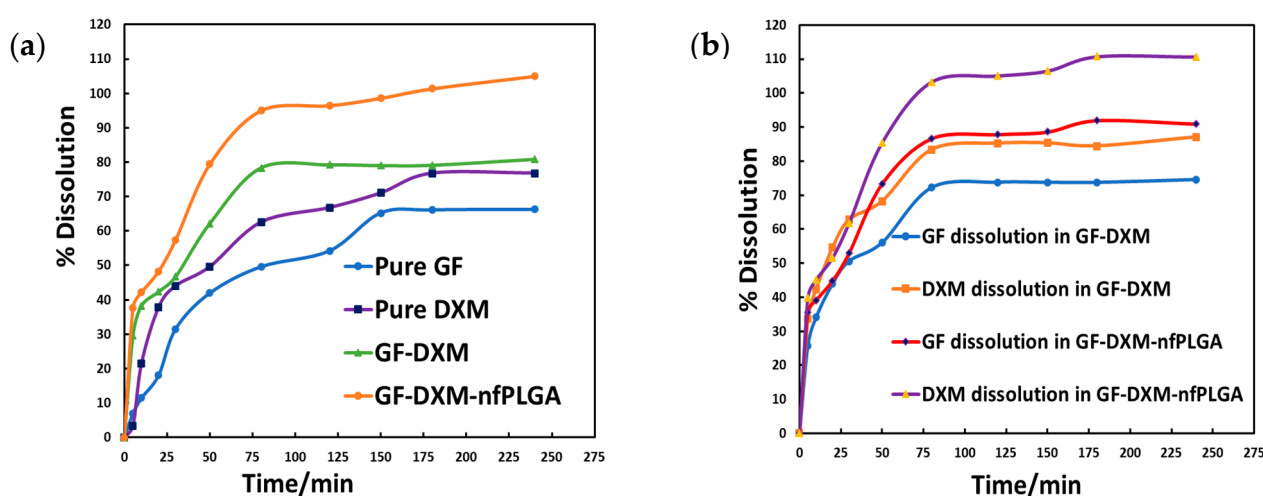 (a)
% Dissolution
120
110
100
90
80
70
60
50
40
30
20
10
0
0 25 50 75 100 125 150 175 200 225 250 275
Time/min
Pure GF
Pure DXM
GF-DXM
GF-DXM-nfPLGA
(b)
% Dissolution
120
110
100
90
80
70
60
50
40
30
20
10
0
0 25 50 75 100 125 150 175 200 225 250 275
Time/min
GF dissolution in GF-DXM
DXM dissolution in GF-DXM
GF dissolution in GF-DXM-nfPLGA
DXM dissolution in GF-DXM-nfPLGA